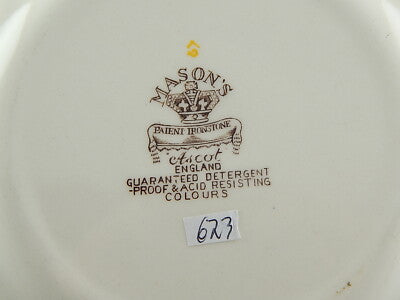 MASON'S
PATENT IRONSTONE
Ascot
ENGLAND
GUARANTEED DETERGENT
-PROOF & ACID RESISTING
COLOURS
623